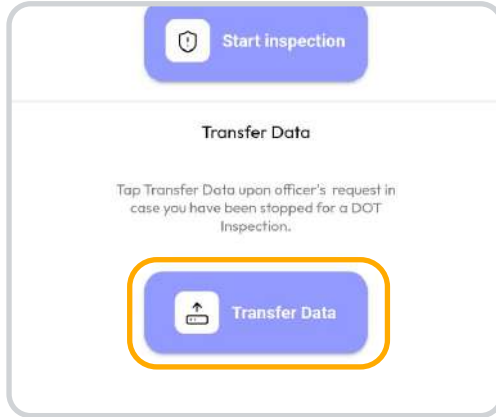 Start inspection
Transfer Data
Tap Transfer Data upon officer's request in
case you have been stopped for a DOT
Inspection.
Transfer Data